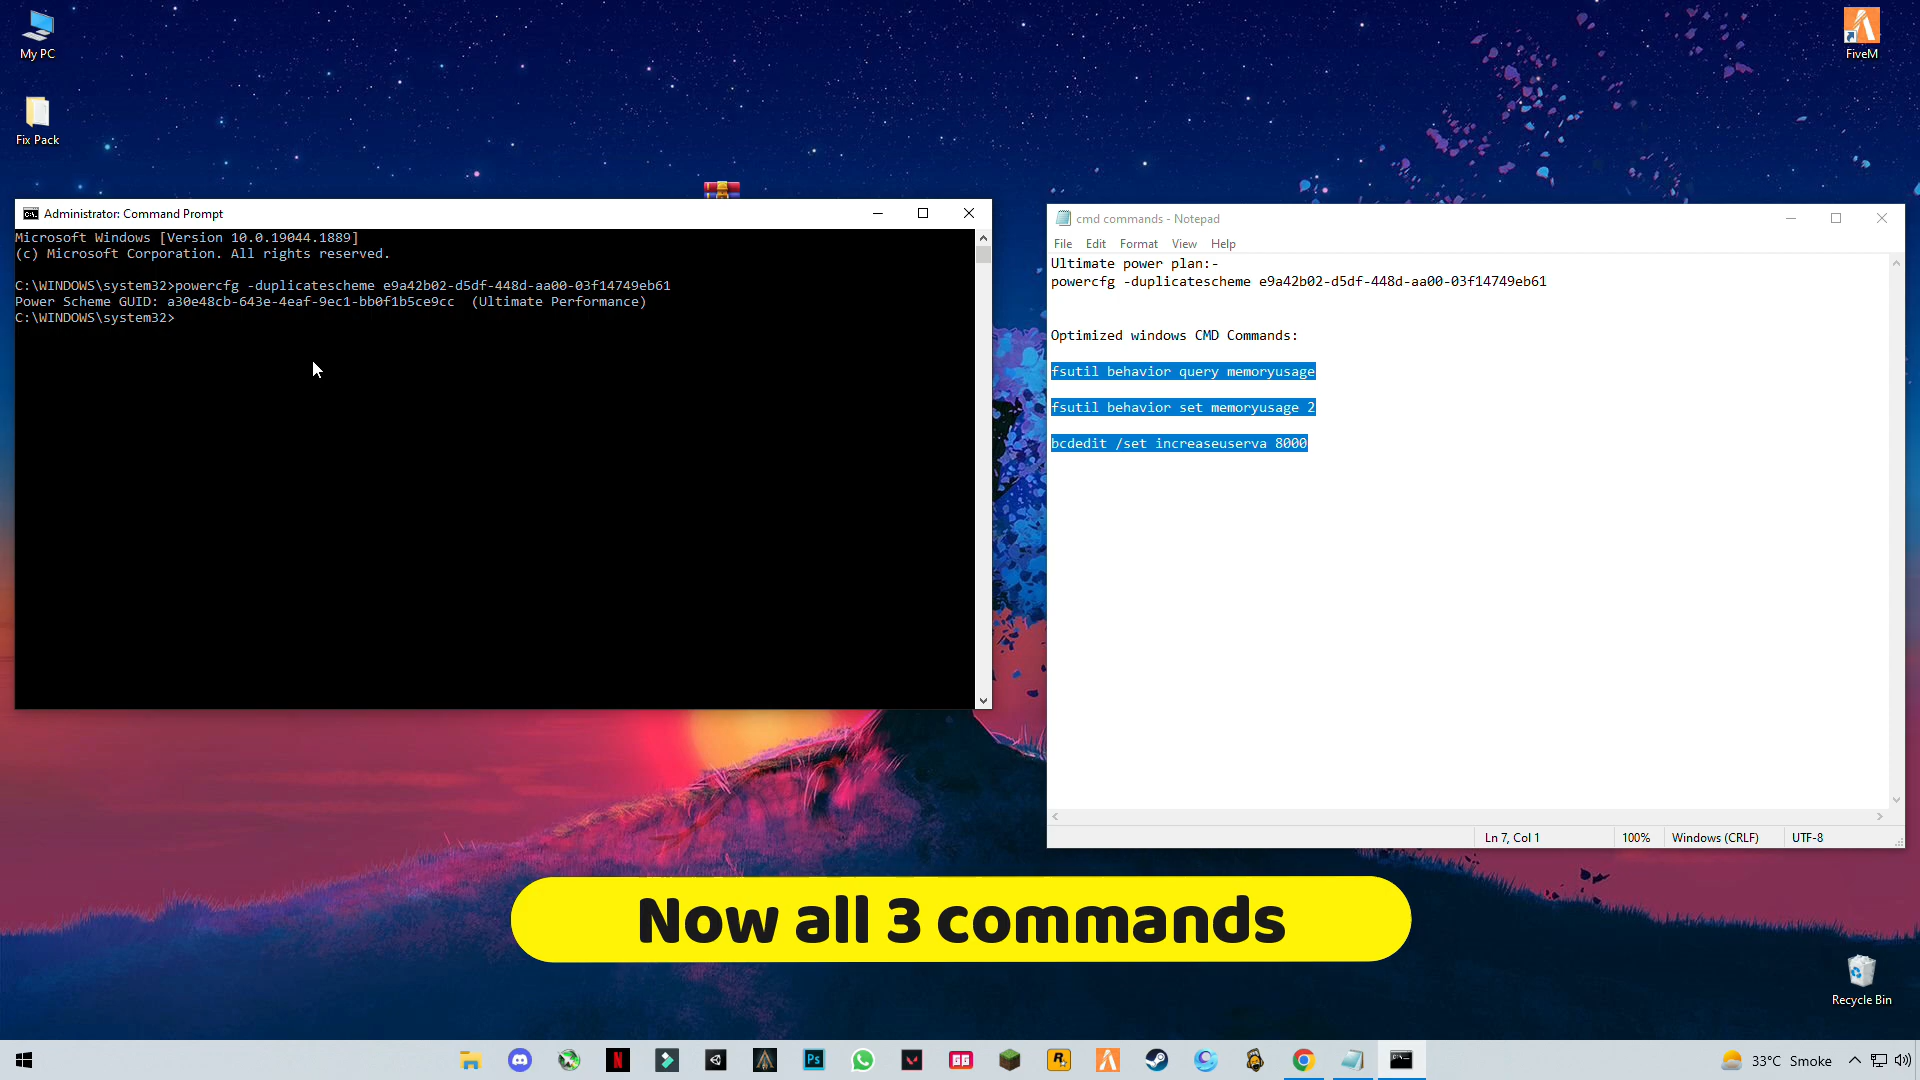 My PC
FiveM
Fix Pack
Administrator: Command Prompt
Microsoft Windows [Version 10.0.19044.1889]
(c) Microsoft Corporation. All rights reserved.
C:\WINDOWS\system32>powercfg -duplicatescheme e9a42b02-d5df-448d-aa00-03f14749eb61
Power Scheme GUID: a30e48cb-643e-4eaf-9ec1-bb0f1b5ce9cc  (Ultimate Performance)
C:\WINDOWS\system32>
cmd commands - Notepad
File Edit Format View Help
Ultimate power plan:-
powercfg -duplicatescheme e9a42b02-d5df-448d-aa00-03f14749eb61
Optimized windows CMD Commands:
fsutil behavior query memoryusage
fsutil behavior set memoryusage 2
bcdedit /set increaseuserva 8000
Ln 7, Col 1 100% Windows (CRLF) UTF-8
Now all 3 commands
Recycle Bin
33°C Smoke